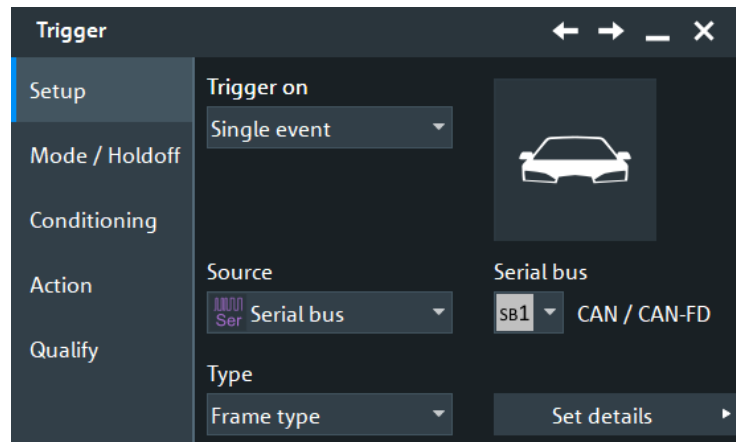 Trigger
Setup
Mode / Holdoff
Conditioning
Action
Qualify
Trigger on
Single event
Source
Ser Serial bus
Serial bus
SB1 CAN / CAN-FD
Type
Frame type
Set details